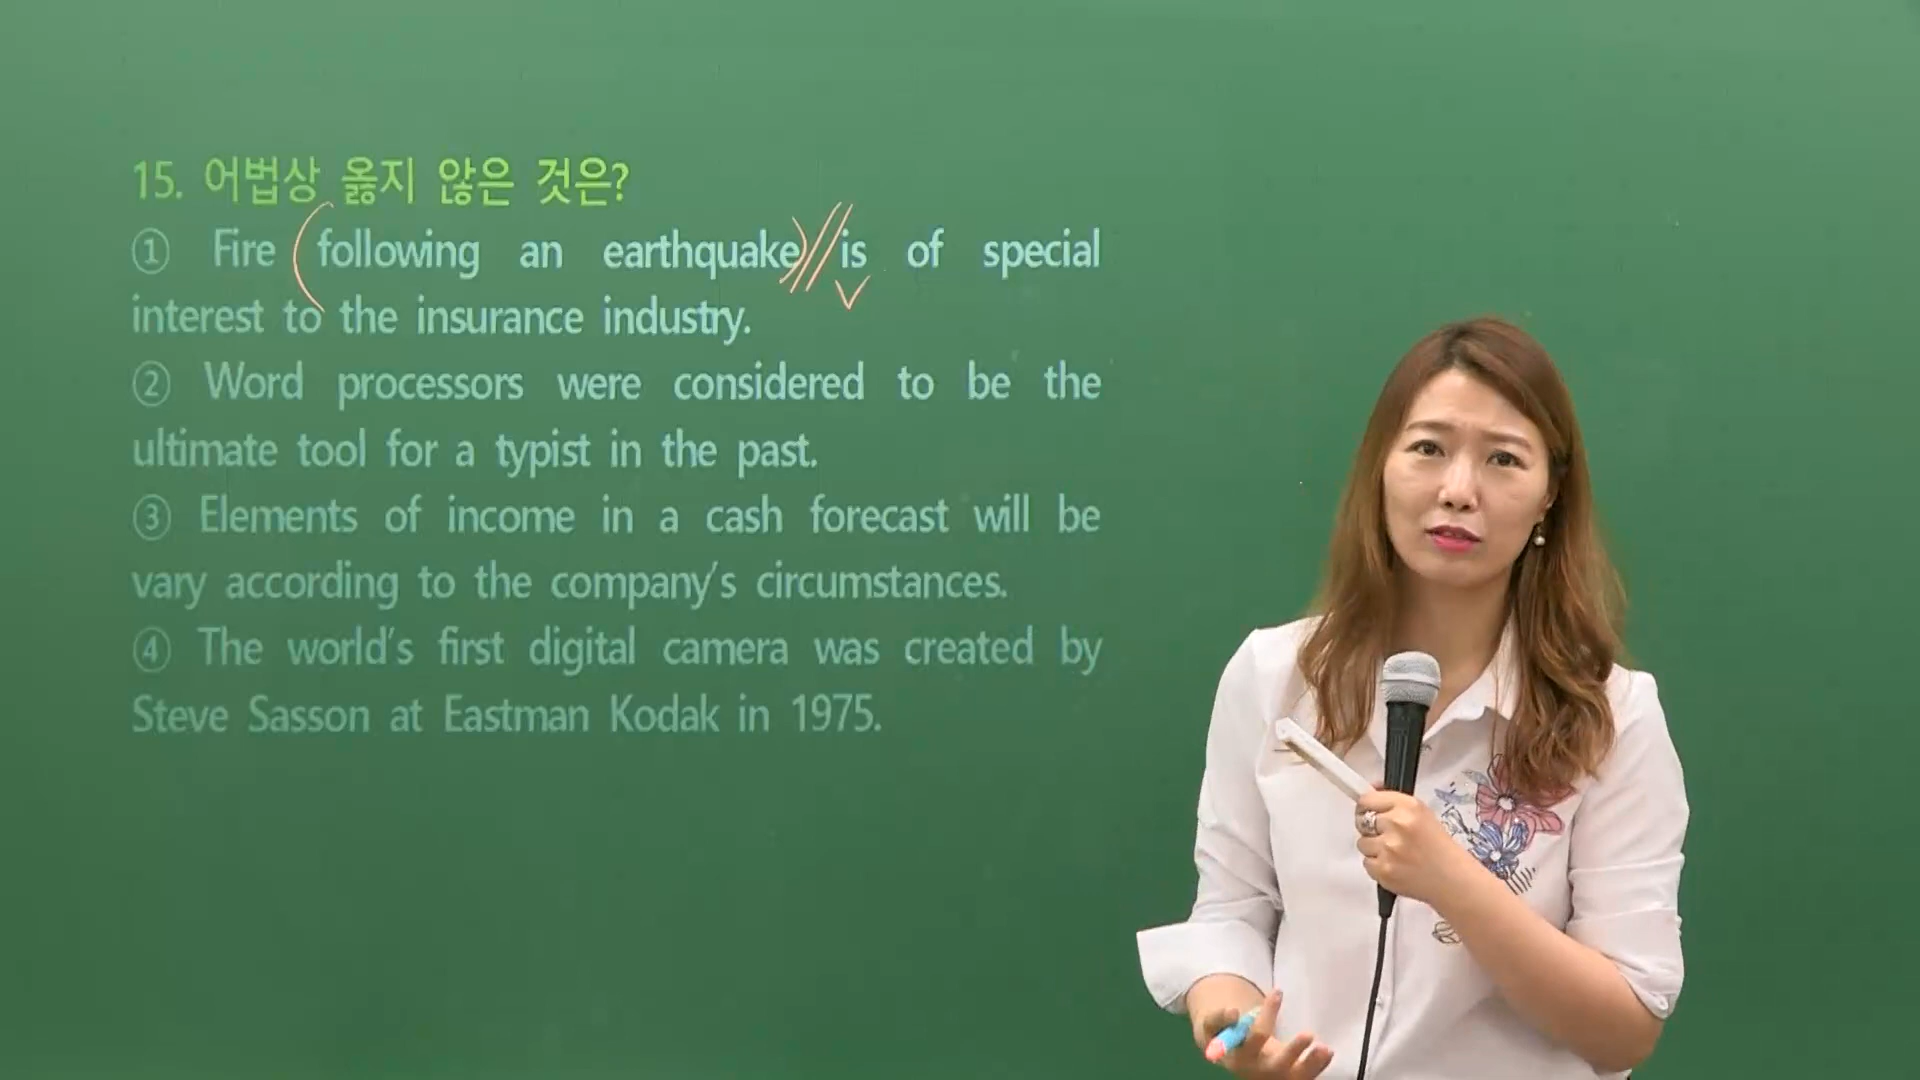 15. 어법상 옳지 않은 것은?
① Fire following an earthquake is of special
interest to the insurance industry.
② Word processors were considered to be the
ultimate tool for a typist in the past.
③ Elements of income in a cash forecast will be
vary according to the company's circumstances.
④ The world's first digital camera was created by
Steve Sasson at Eastman Kodak in 1975.